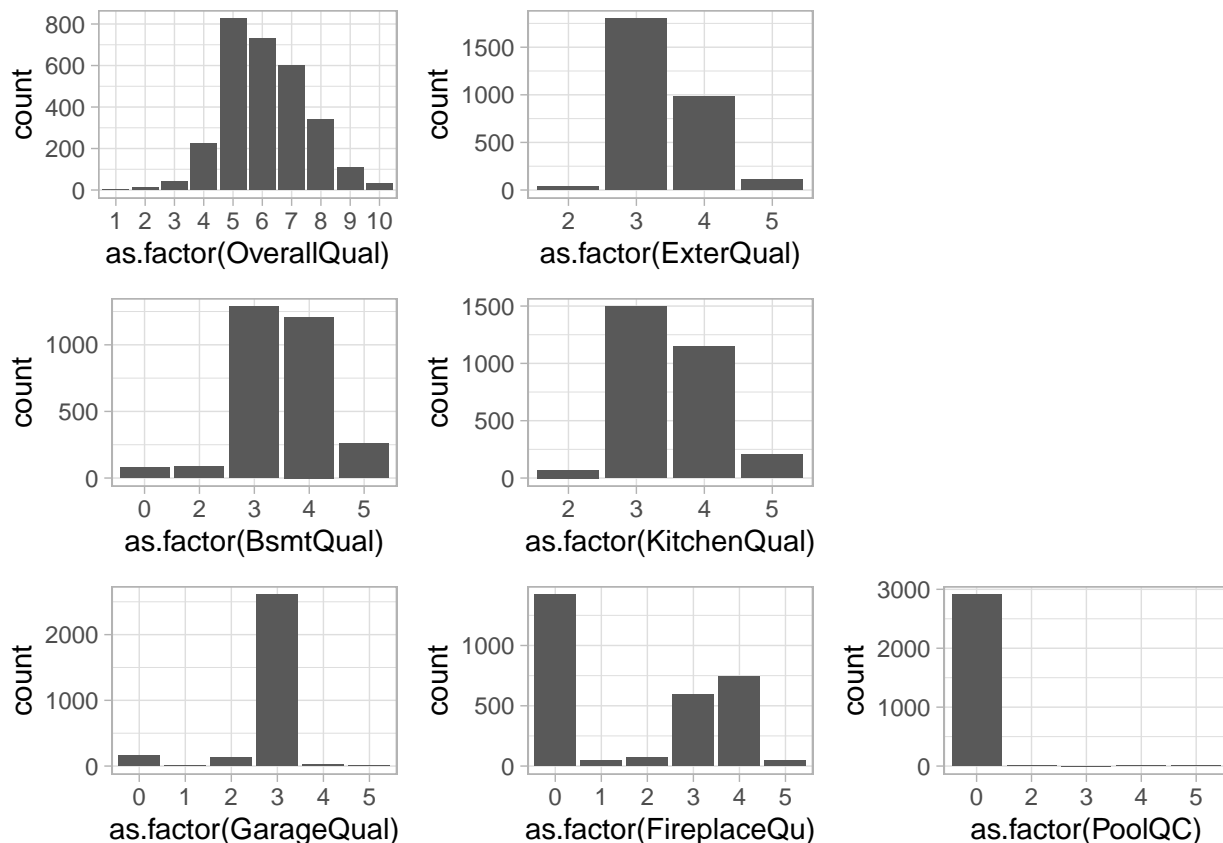 count
800
600
400
200
0
1 2 3 4 5 6 7 8 9 10
as.factor(OverallQual)
count
1500
1000
500
0
2 3 4 5
as.factor(ExterQual)
count
1000
500
0
0 2 3 4 5
as.factor(BsmtQual)
count
1500
1000
500
0
2 3 4 5
as.factor(KitchenQual)
count
2000
1000
0
0 1 2 3 4 5
as.factor(GarageQual)
count
1000
500
0
0 1 2 3 4 5
as.factor(FireplaceQu)
count
3000
2000
1000
0
0 2 3 4 5
as.factor(PoolQC)